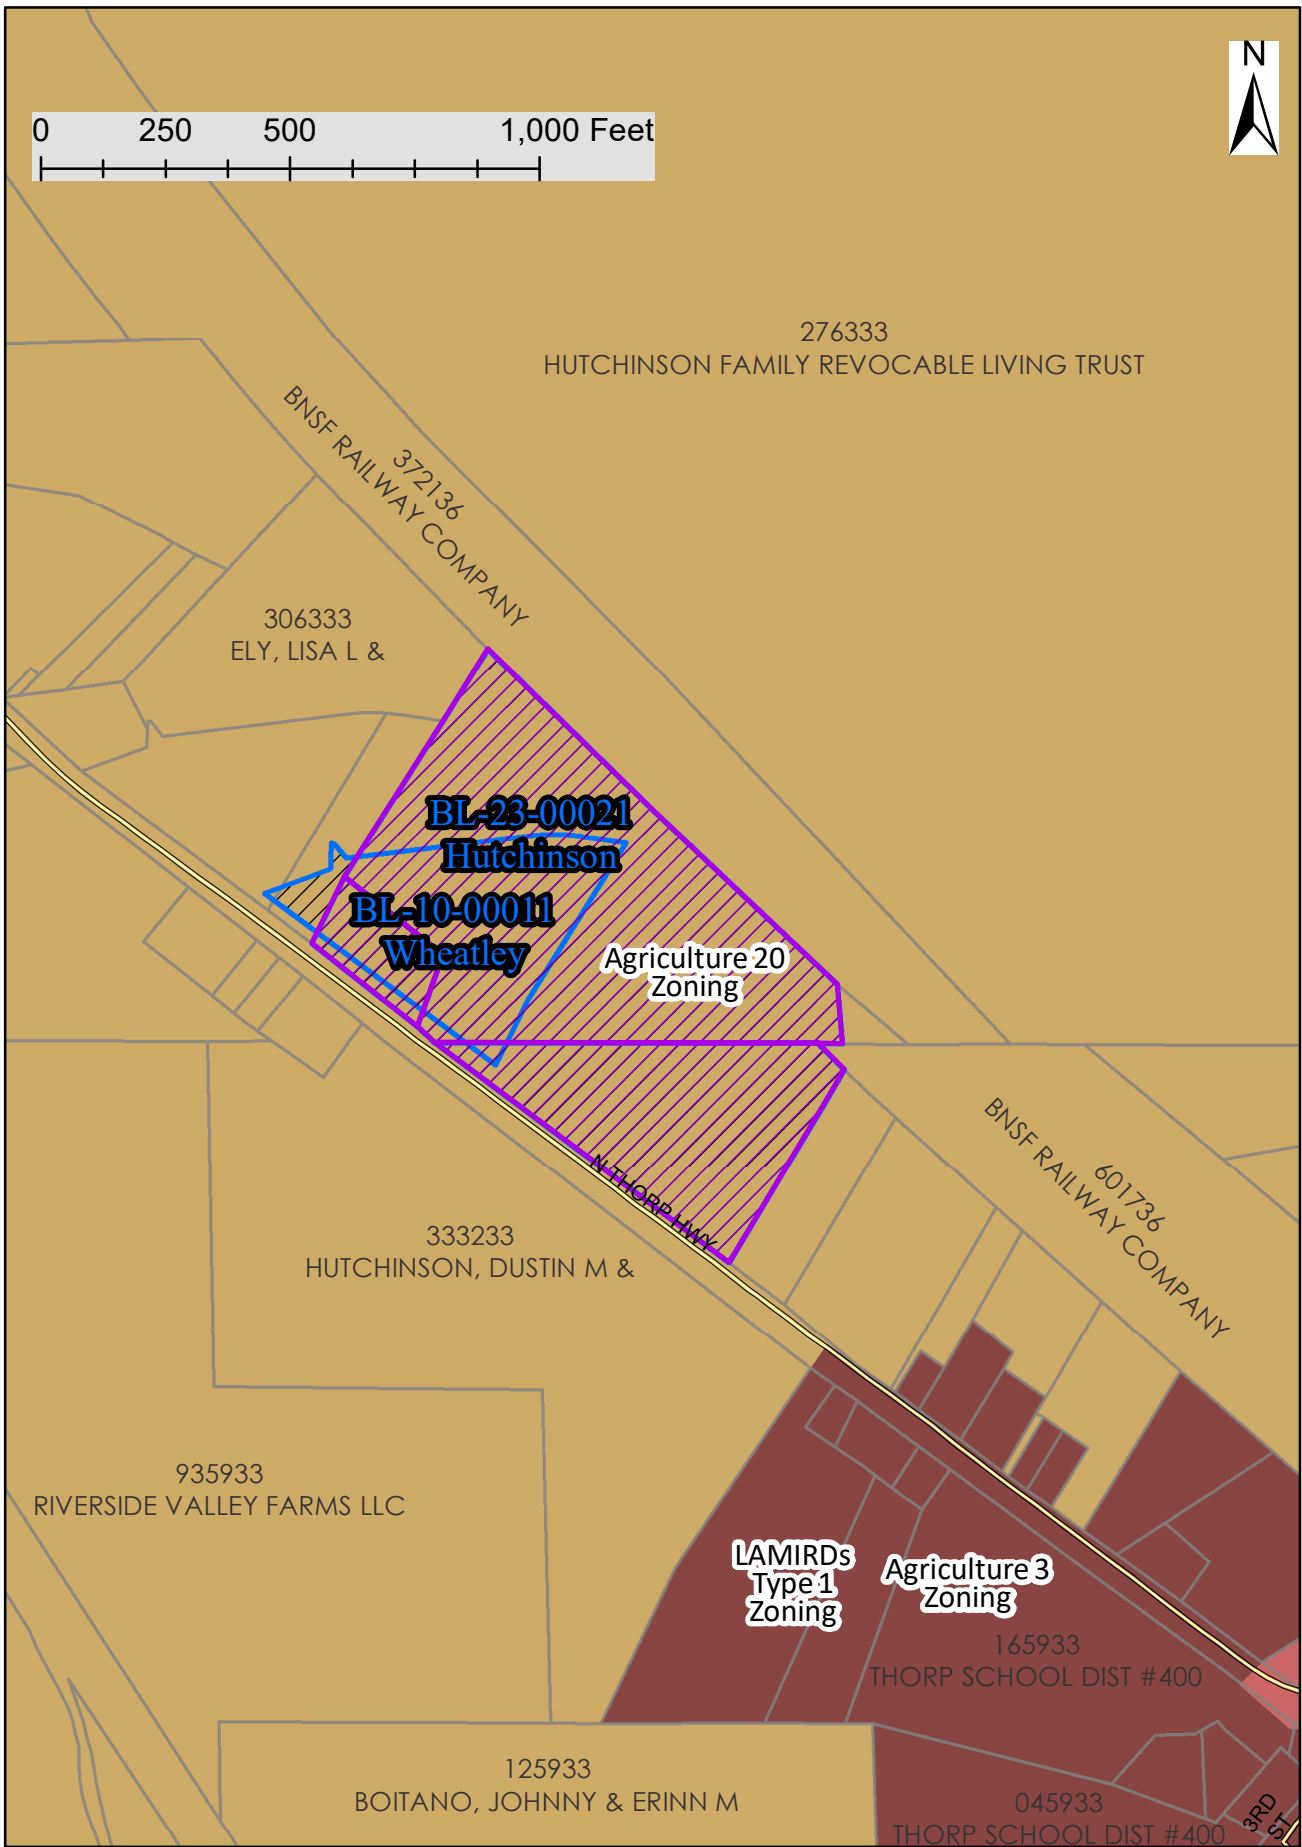 N
0 250 500 1,000 Feet
276333
HUTCHINSON FAMILY REVOCABLE LIVING TRUST
372136
BNSF RAILWAY COMPANY
306333
ELY, LISA L &
BL-23-00021
Hutchinson
BL-10-00011
Wheatley
Agriculture 20
Zoning
601736
BNSF RAILWAY COMPANY
N THORP HWY
333233
HUTCHINSON, DUSTIN M &
935933
RIVERSIDE VALLEY FARMS LLC
LAMIRDs
Type 1
Zoning
Agriculture 3
Zoning
165933
THORP SCHOOL DIST #400
125933
BOITANO, JOHNNY & ERINN M
045933
THORP SCHOOL DIST #400
3RD
ST